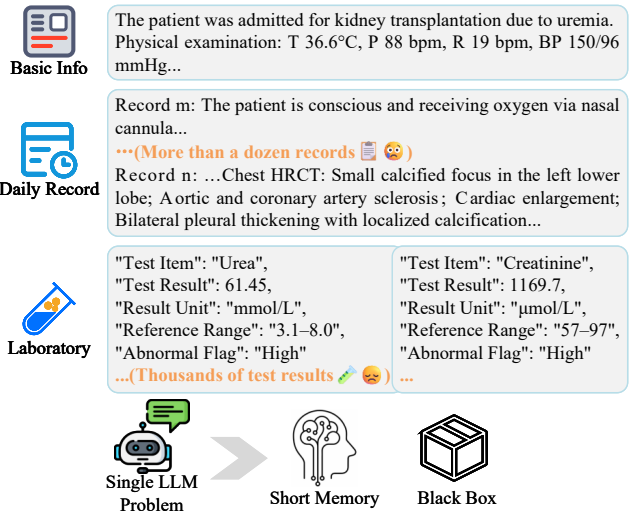 Basic Info
The patient was admitted for kidney transplantation due to uremia.
Physical examination: T 36.6°C, P 88 bpm, R 19 bpm, BP 150/96
mmHg...
Daily Record
Record m: The patient is conscious and receiving oxygen via nasal
cannula...
···(More than a dozen records 📋 😰 )
Record n: …Chest HRCT: Small calcified focus in the left lower
lobe; Aortic and coronary artery sclerosis; Cardiac enlargement;
Bilateral pleural thickening with localized calcification...
Laboratory
"Test Item": "Urea",
"Test Result": 61.45,
"Result Unit": "mmol/L",
"Reference Range": "3.1–8.0",
"Abnormal Flag": "High"
...(Thousands of test results 🧪 😞 )
"Test Item": "Creatinine",
"Test Result": 1169.7,
"Result Unit": "μmol/L",
"Reference Range": "57–97",
"Abnormal Flag": "High"
...
Single LLM
Problem
Short Memory
Black Box